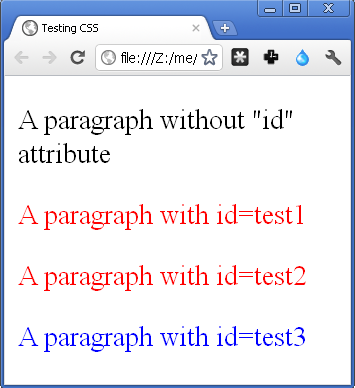 Testing CSS
file:///Z:/me/
A paragraph without "id"
attribute
A paragraph with id=test1
A paragraph with id=test2
A paragraph with id=test3